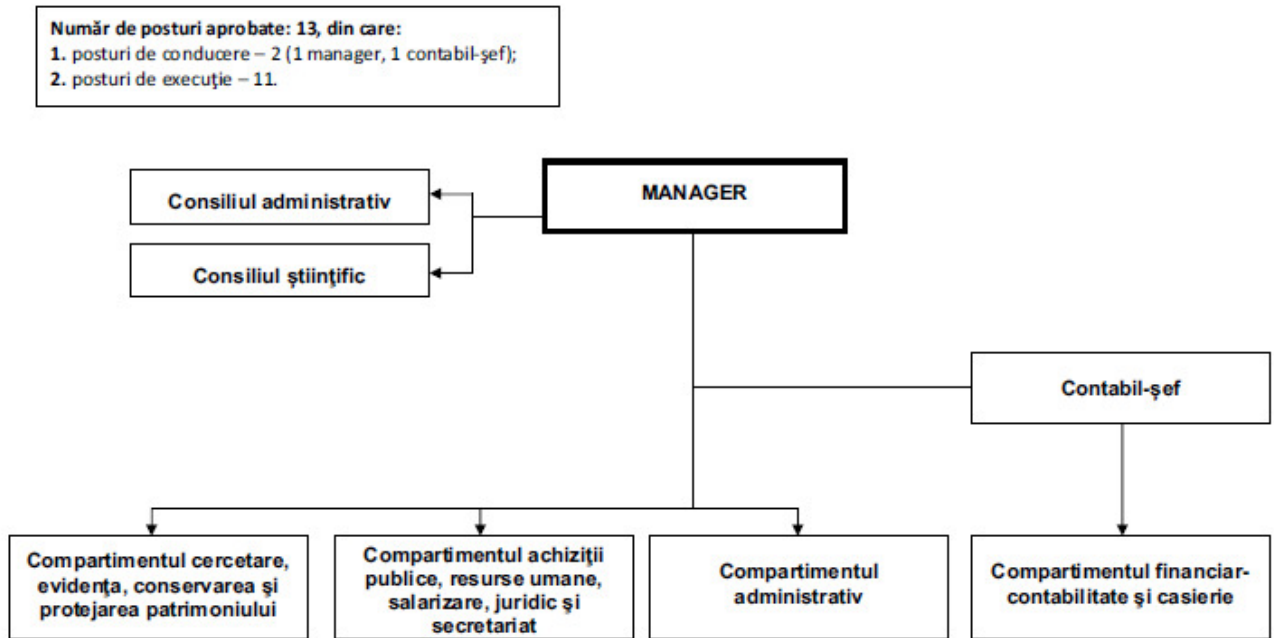 Număr de posturi aprobate: 13, din care:
1. posturi de conducere – 2 (1 manager, 1 contabil-șef);
2. posturi de execuţie – 11.
MANAGER
Consiliul administrativ
Consiliul ştiinţific
Contabil-şef
Compartimentul cercetare,
evidenţa, conservarea şi
protejarea patrimoniului
Compartimentul achiziţii
publice, resurse umane,
salarizare, juridic şi
secretariat
Compartimentul
administrativ
Compartimentul financiar-
contabilitate şi casierie